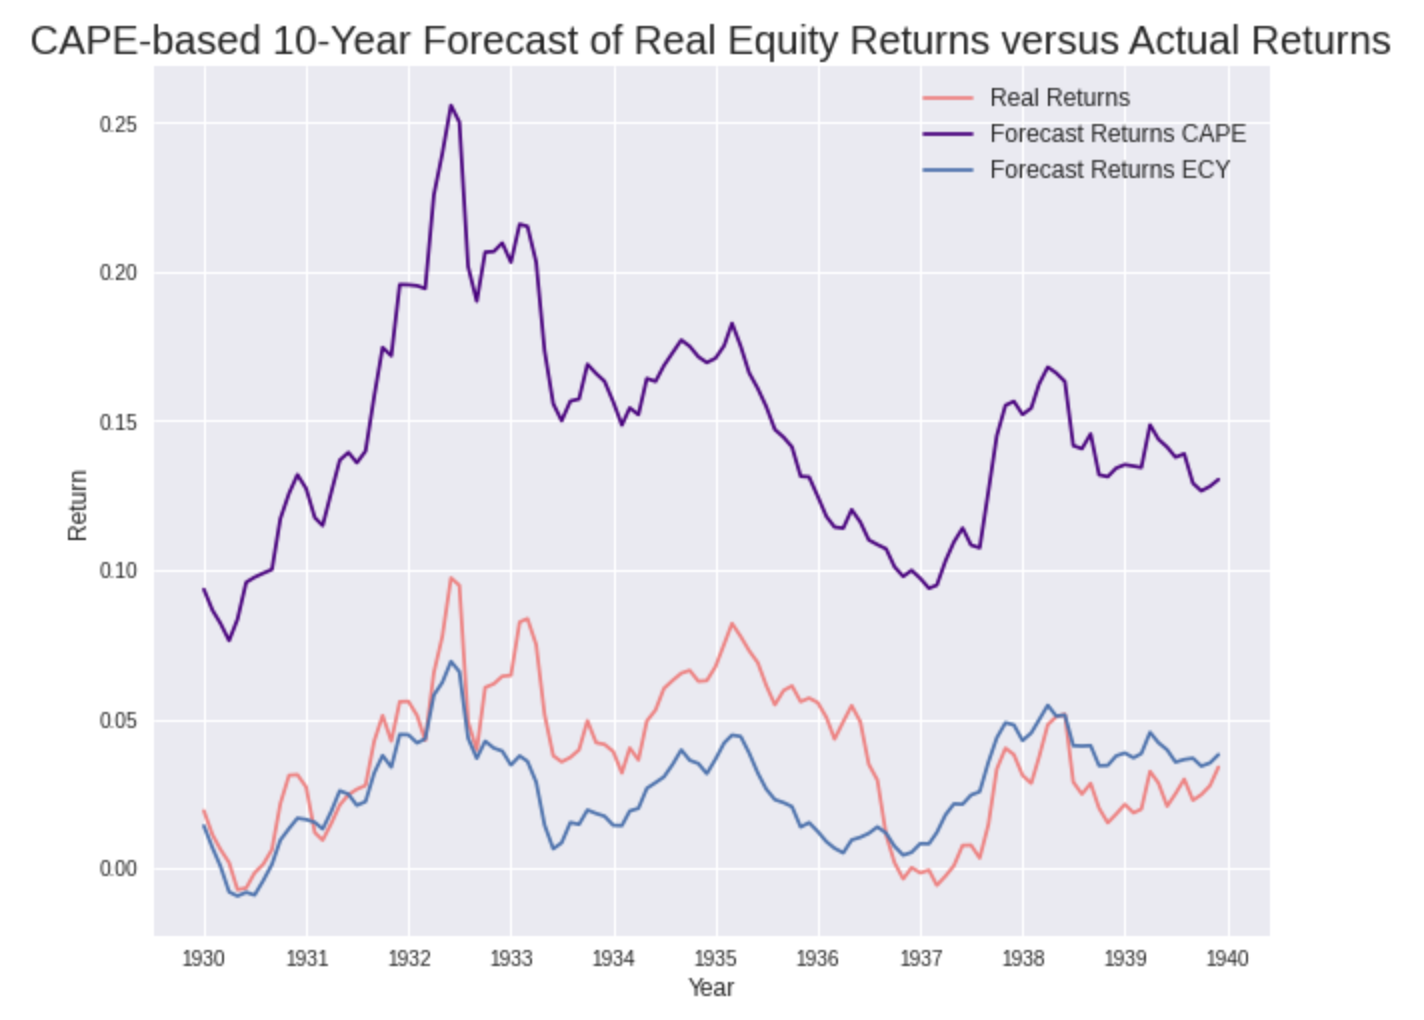 CAPE-based 10-Year Forecast of Real Equity Returns versus Actual Returns
Real Returns
Forecast Returns CAPE
Forecast Returns ECY
0.25
0.20
0.15
0.10
0.05
0.00
Return
1930 1931 1932 1933 1934 1935 1936 1937 1938 1939 1940
Year